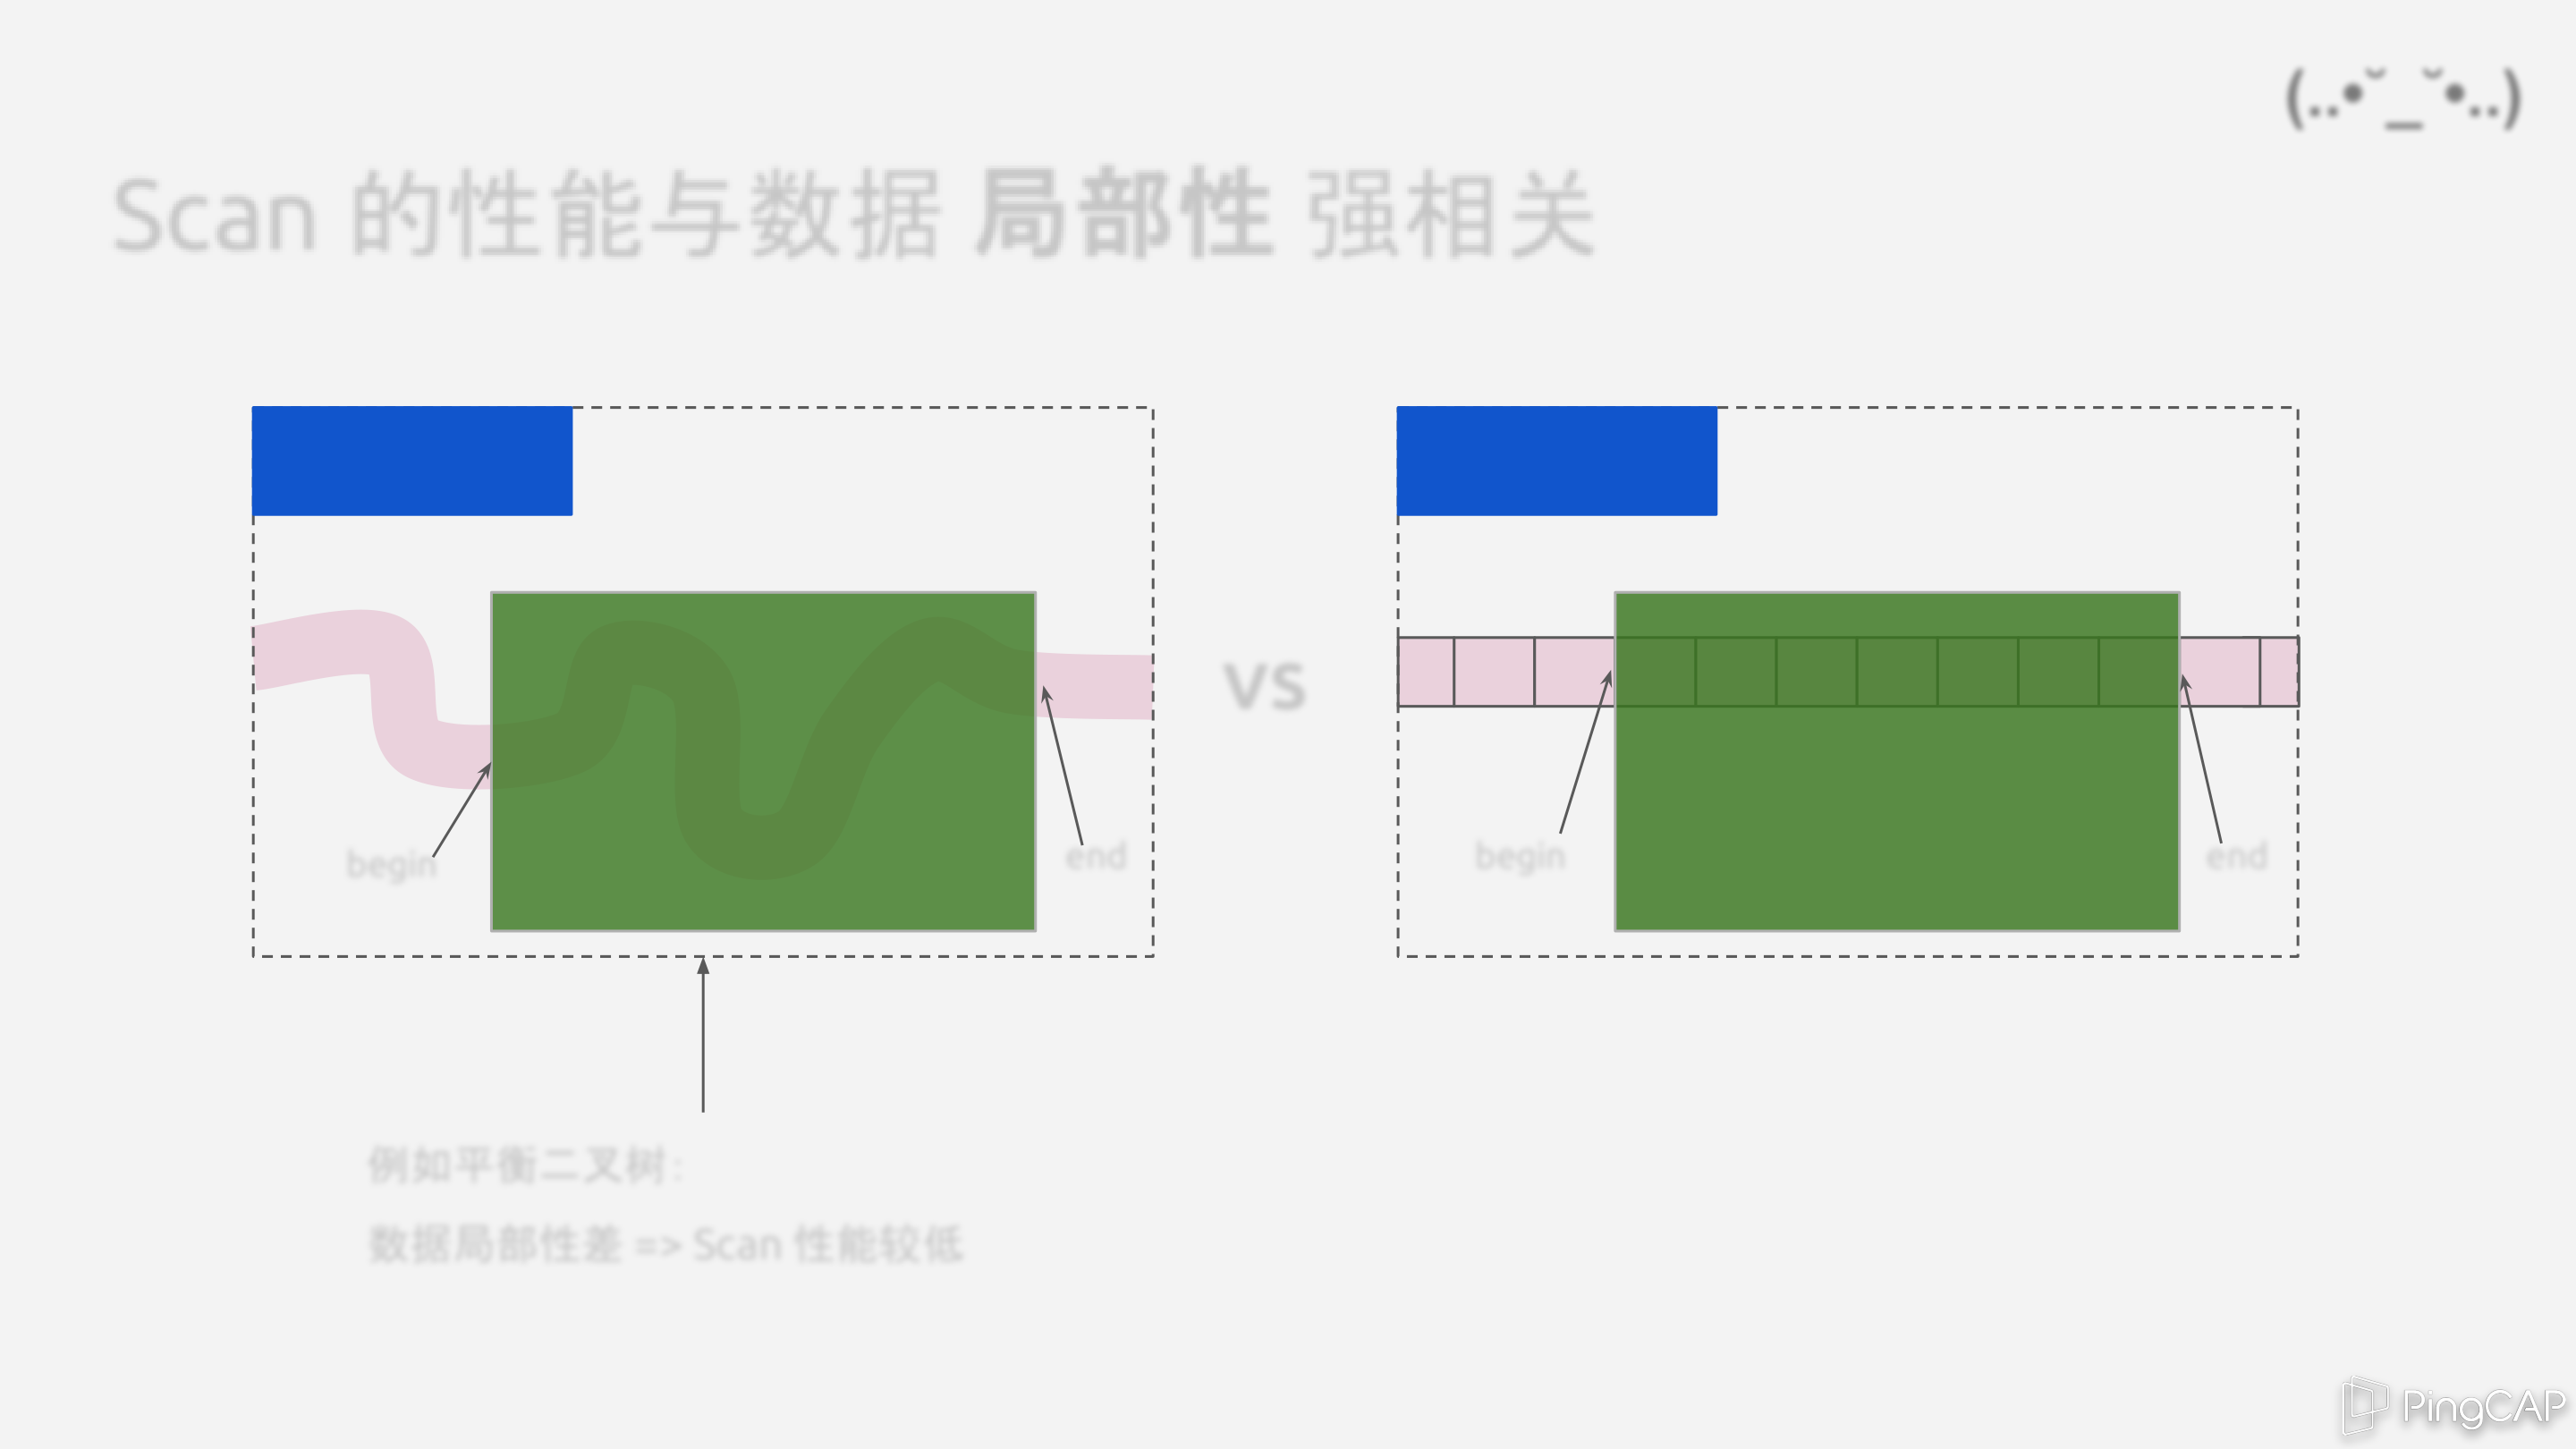 (..•˘_˘•..)
Scan 的性能与数据 局部性 强相关
VS
begin
end
begin
end
例如平衡二叉树：
数据局部性差 => Scan 性能较低
PingCAP